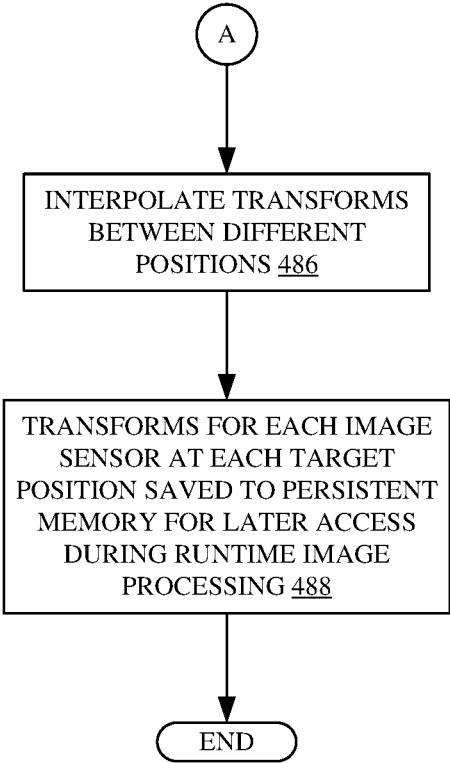 A
INTERPOLATE TRANSFORMS
BETWEEN DIFFERENT
POSITIONS 486
TRANSFORMS FOR EACH IMAGE
SENSOR AT EACH TARGET
POSITION SAVED TO PERSISTENT
MEMORY FOR LATER ACCESS
DURING RUNTIME IMAGE
PROCESSING 488
END